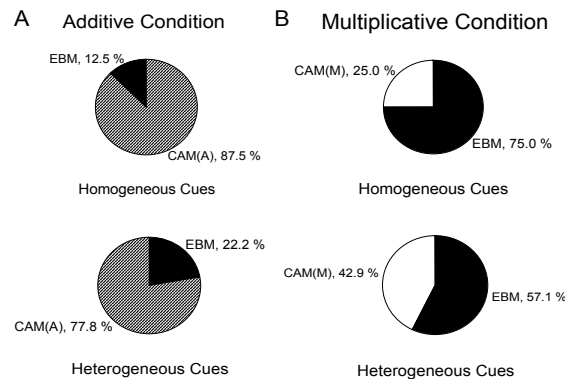 A
Additive Condition
EBM, 12.5 %
CAM(A), 87.5 %
Homogeneous Cues
EBM, 22.2 %
CAM(A), 77.8 %
Heterogeneous Cues
B
Multiplicative Condition
CAM(M), 25.0 %
EBM, 75.0 %
Homogeneous Cues
CAM(M), 42.9 %
EBM, 57.1 %
Heterogeneous Cues